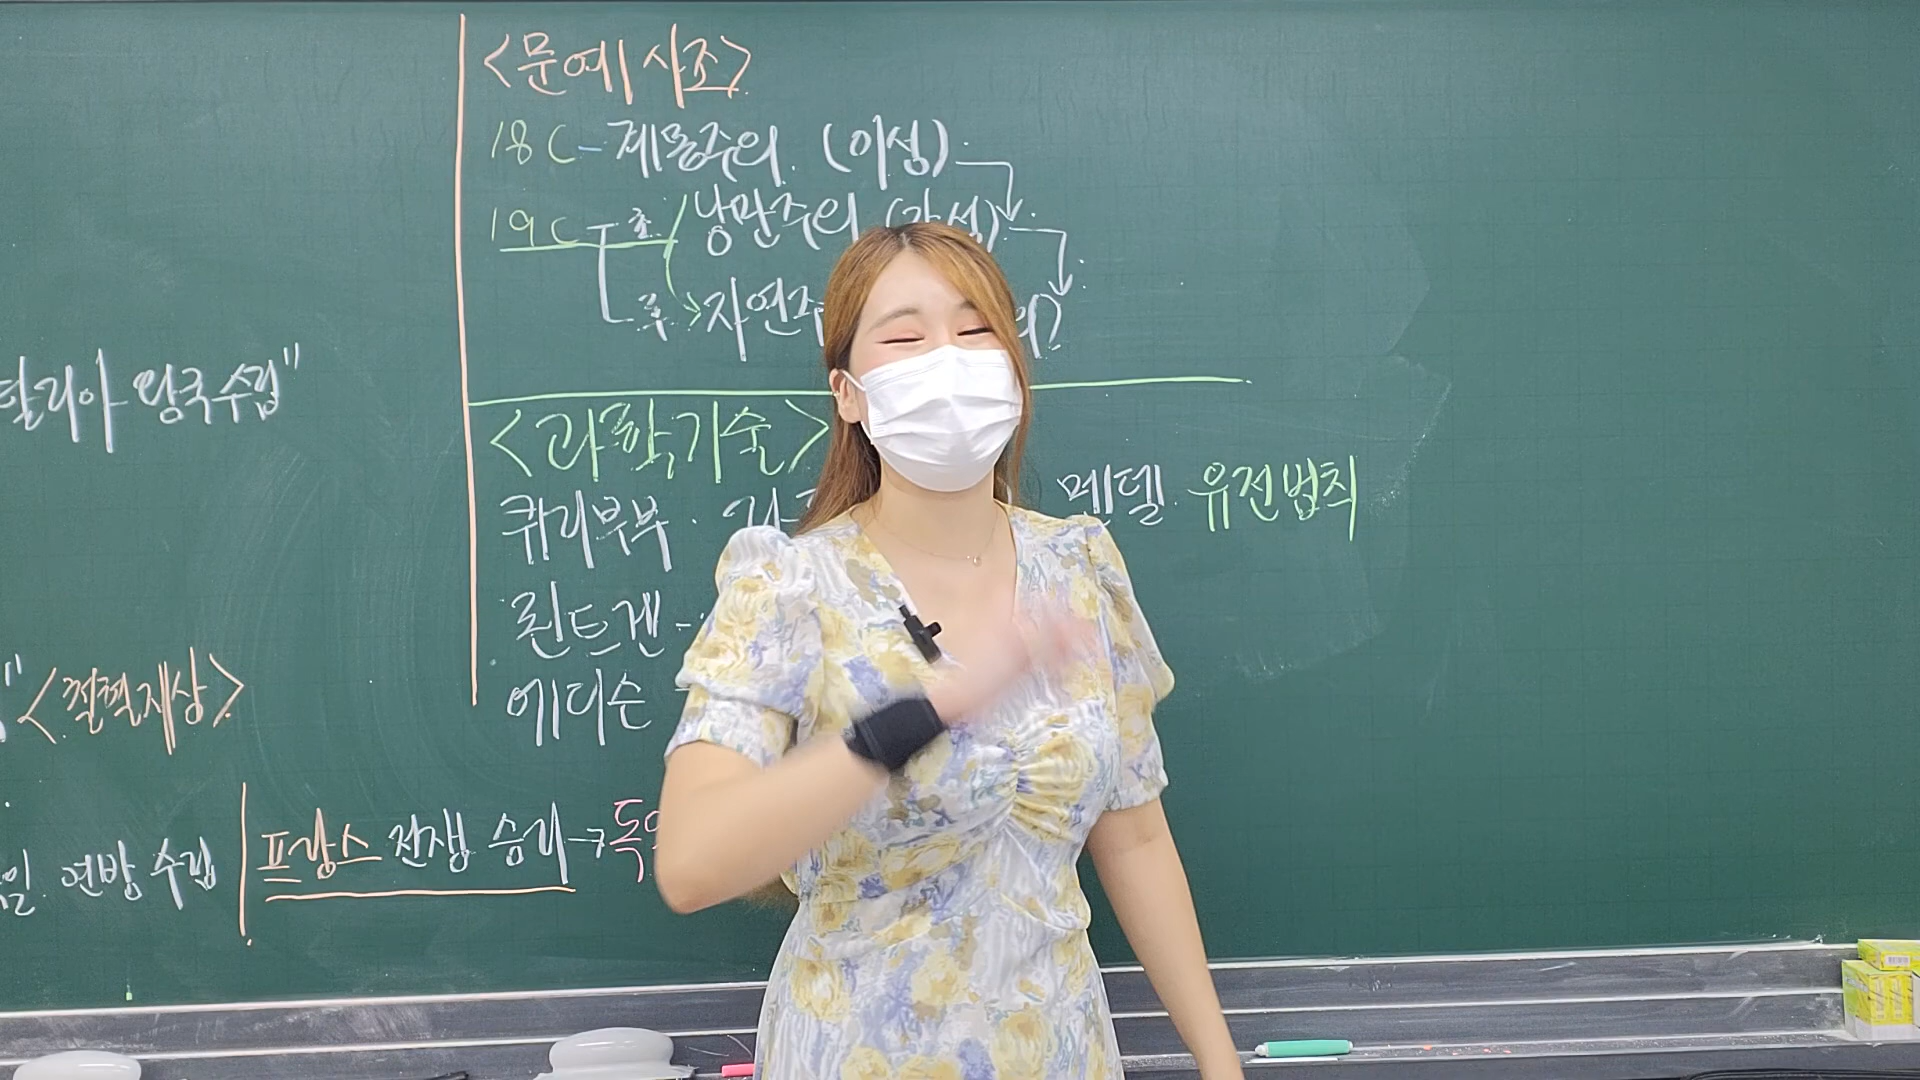 <문예사조>
18C - 계몽주의. (이성)
19C 초. 낭만주의 (감성)
후 자연주
<과학기술>
퀴리부부. 멘델. 유전법칙
뢴트겐 -
에디슨
탈리아 왕국 수립"
" <철혈재상>
일 연방 수립
프랑스 전쟁 승리 → 독